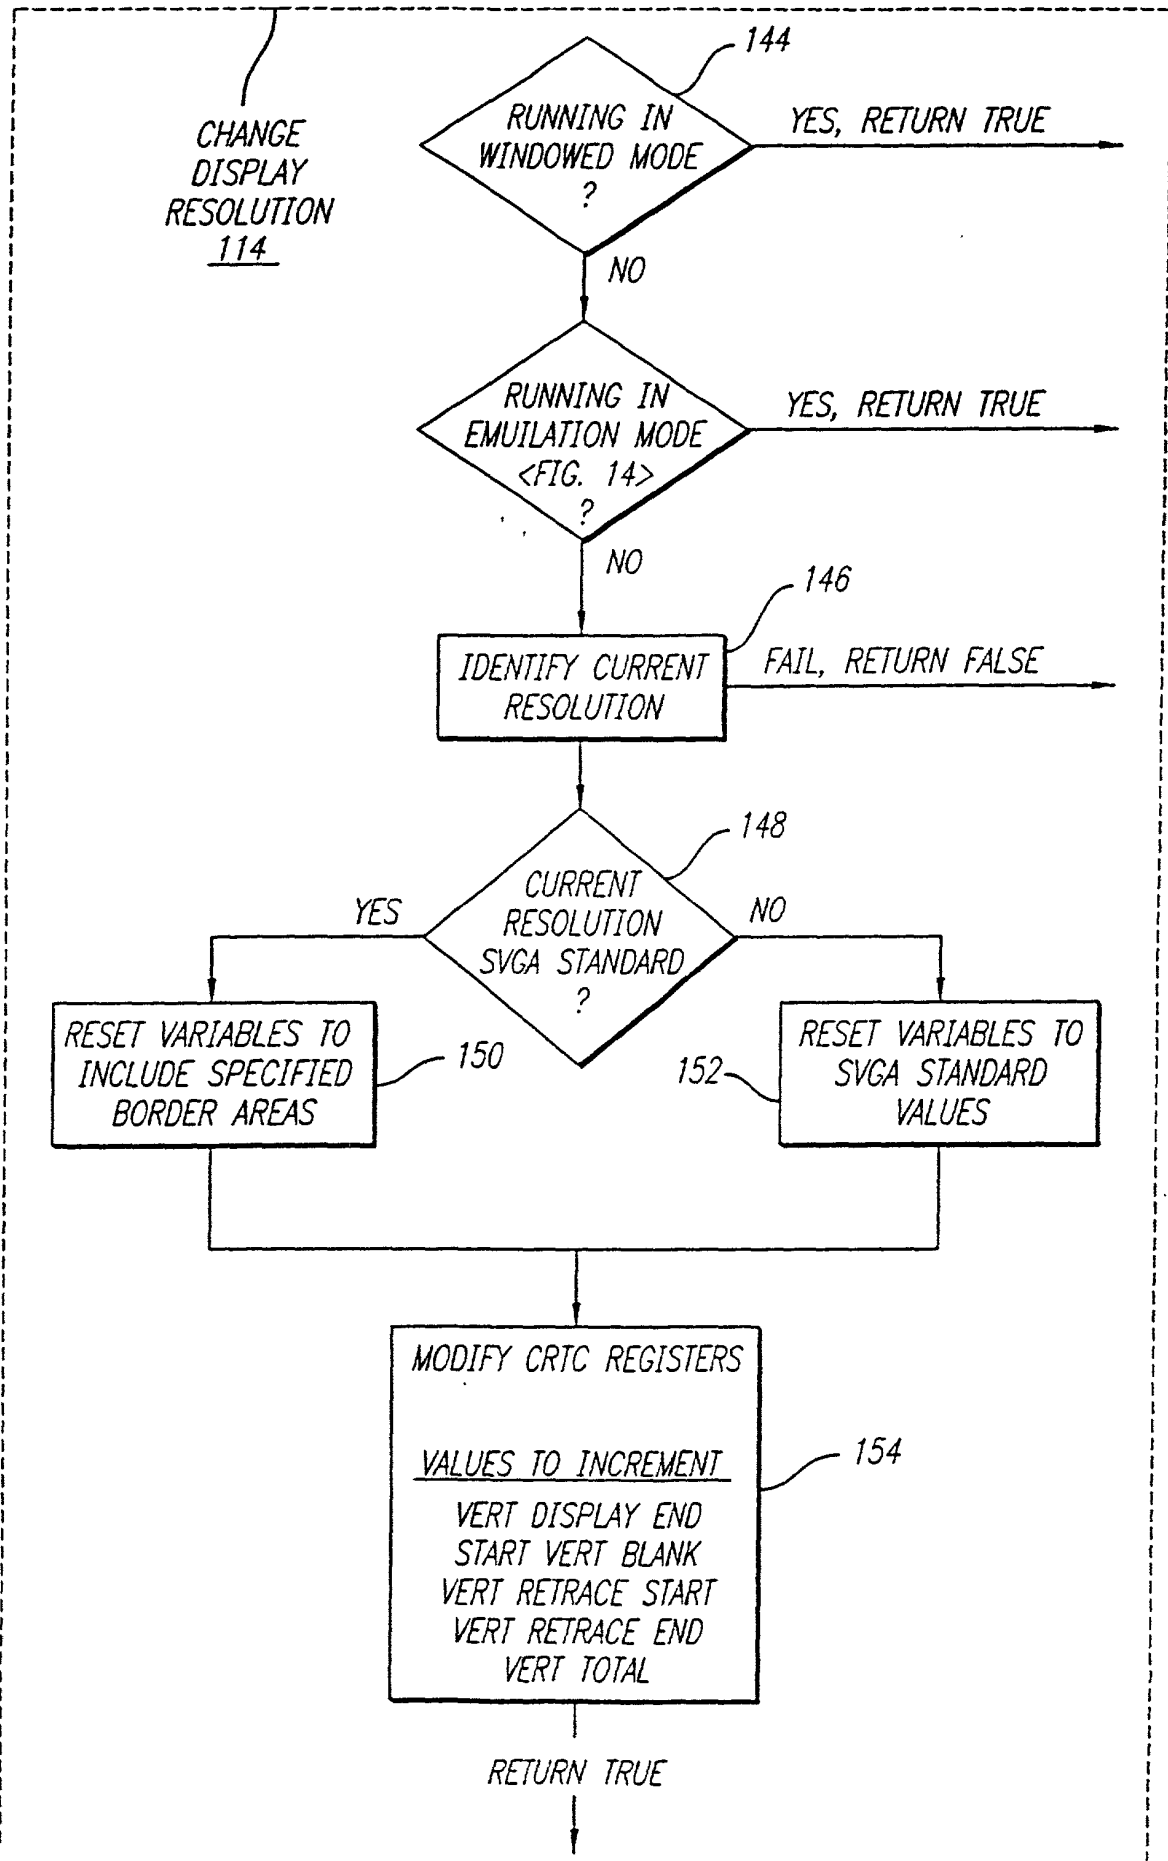 144
RUNNING IN
WINDOWED MODE
?
YES, RETURN TRUE
CHANGE
DISPLAY
RESOLUTION
114
NO
RUNNING IN
EMUILATION MODE
<FIG. 14>
?
YES, RETURN TRUE
NO
146
IDENTIFY CURRENT
RESOLUTION
FAIL, RETURN FALSE
148
CURRENT
RESOLUTION
SVGA STANDARD
?
YES
NO
RESET VARIABLES TO
INCLUDE SPECIFIED
BORDER AREAS
150
152
RESET VARIABLES TO
SVGA STANDARD
VALUES
MODIFY CRTC REGISTERS
VALUES TO INCREMENT
VERT DISPLAY END
START VERT BLANK
VERT RETRACE START
VERT RETRACE END
VERT TOTAL
154
RETURN TRUE